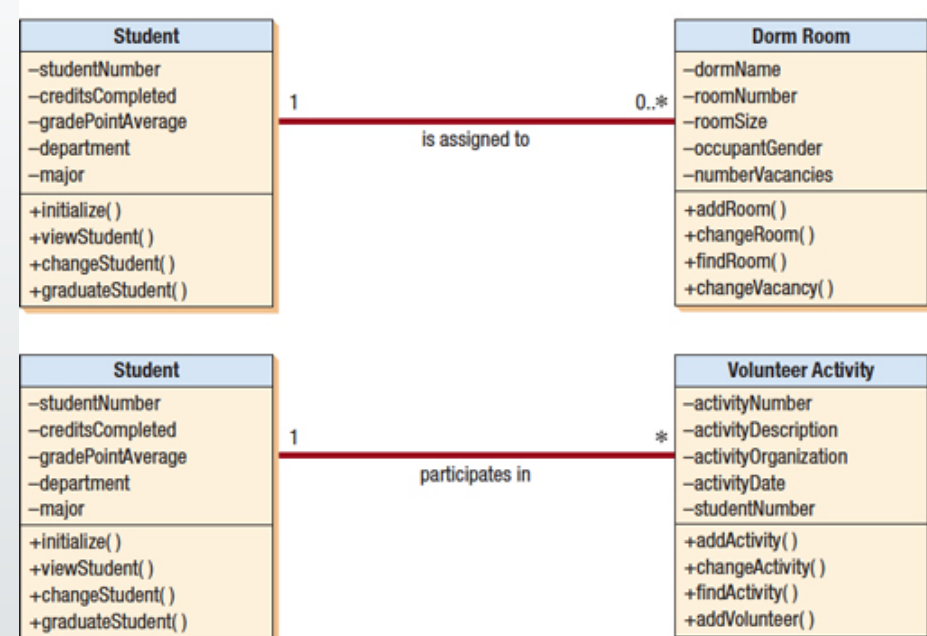 Student
–studentNumber
–creditsCompleted
–gradePointAverage
–department
–major
+initialize( )
+viewStudent( )
+changeStudent( )
+graduateStudent( )
1
0..*
is assigned to
Dorm Room
–dormName
–roomNumber
–roomSize
–occupantGender
–numberVacancies
+addRoom( )
+changeRoom( )
+findRoom( )
+changeVacancy( )
Student
–studentNumber
–creditsCompleted
–gradePointAverage
–department
–major
+initialize( )
+viewStudent( )
+changeStudent( )
+graduateStudent( )
1
*
participates in
Volunteer Activity
–activityNumber
–activityDescription
–activityOrganization
–activityDate
–studentNumber
+addActivity( )
+changeActivity( )
+findActivity( )
+addVolunteer( )